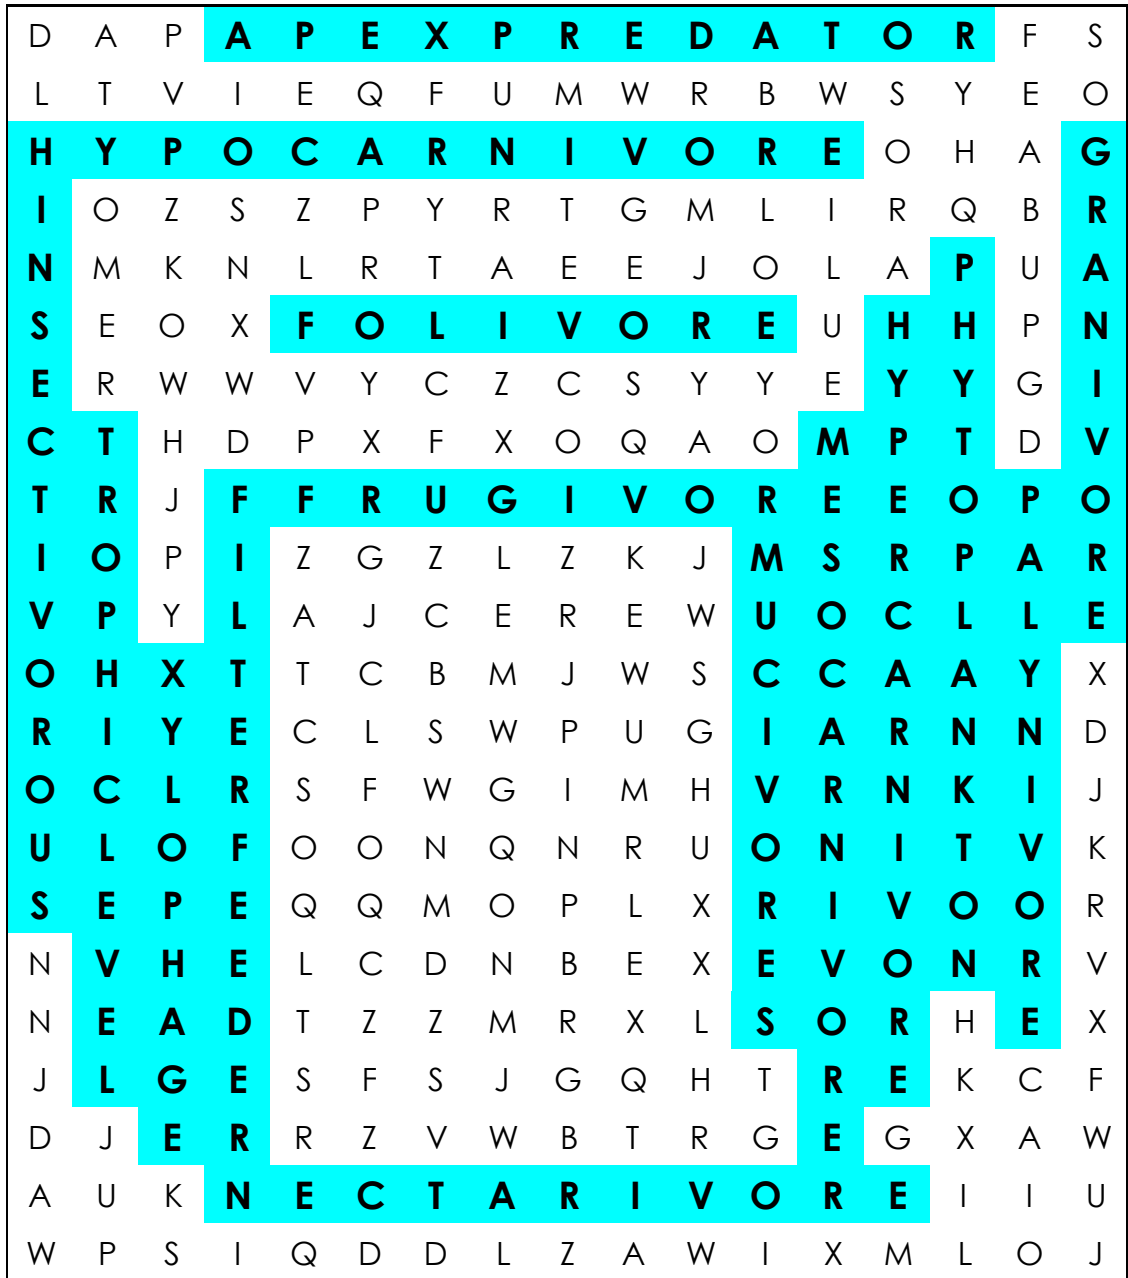 D A P A P E X P R E D A T O R F S
L T V I E Q F U M W R B W S Y E O
H Y P O C A R N I V O R E O H A G
I O Z S Z P Y R T G M L I R Q B R
N M K N L R T A E E J O L A P U A
S E O X F O L I V O R E U H H P N
E R W W V Y C Z C S Y Y E Y Y G I
C T H D P X F X O Q A O M P T D V
T R J F F R U G I V O R E E O P O
I O P I Z G Z L Z K J M S R P A R
V P Y L A J C E R E W U O C L L E
O H X T T C B M J W S C C A A Y X
R I Y E C L S W P U G I A R N N D
O C L R S F W G I M H V R N K I J
U L O F O O N Q N R U O N I T V K
S E P E Q Q M O P L X R I V O O R
N V H E L C D N B E X E V O N R V
N E A D T Z Z M R X L S O R H E X
J L G E S F S J G Q H T R E K C F
D J E R R Z V W B T R G E G X A W
A U K N E C T A R I V O R E I I U
W P S I Q D D L Z A W I X M L O J